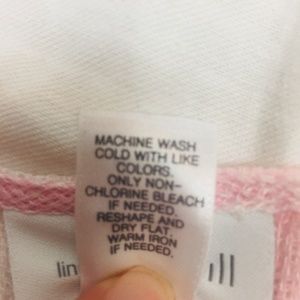 MACHINE WASH
COLD WITH LIKE
COLORS.
ONLY NON-
CHLORINE BLEACH
IF NEEDED.
RESHAPE AND
DRY FLAT.
WARM IRON
IF NEEDED.